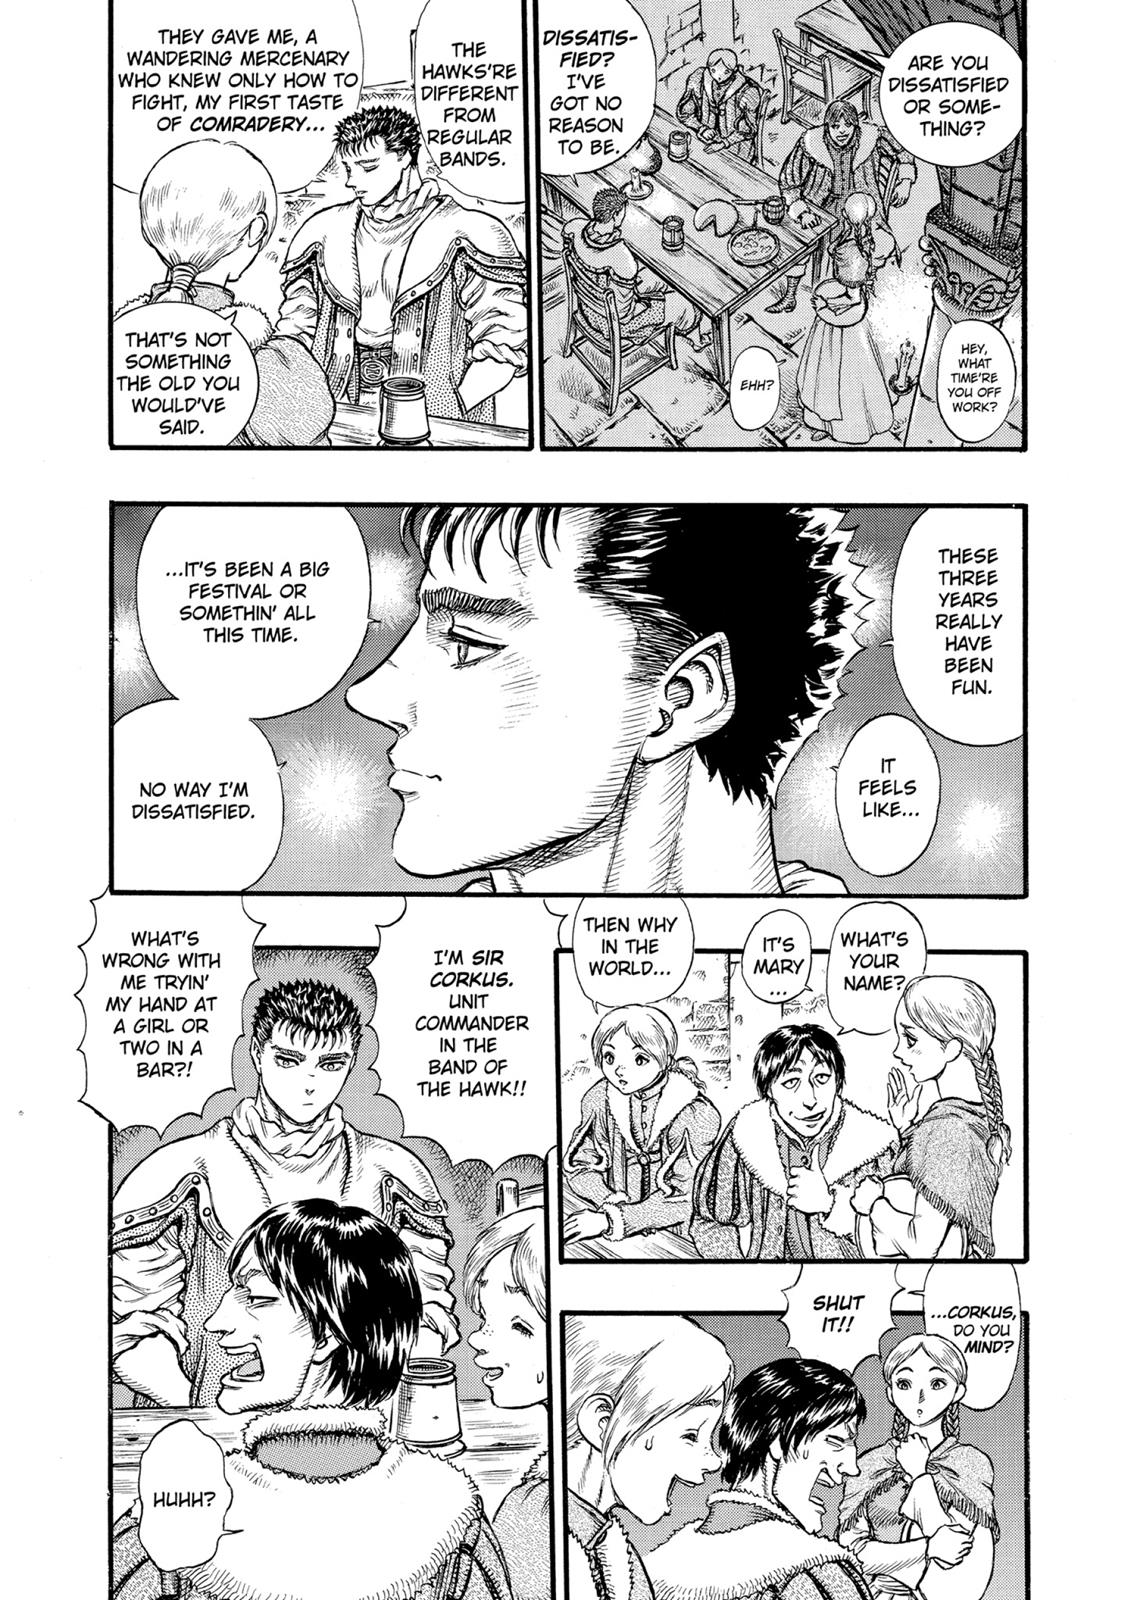 ARE YOU
DISSATISFIED
OR SOME-
THING?
DISSATIS-
FIED?
I'VE
GOT NO
REASON
TO BE.
HEY,
WHAT
TIME'RE
YOU OFF
WORK?
EHH?
THE
HAWKS'RE
DIFFERENT
FROM
REGULAR
BANDS.
THEY GAVE ME, A
WANDERING MERCENARY
WHO KNEW ONLY HOW TO
FIGHT, MY FIRST TASTE
OF COMRADERY...
THAT'S NOT
SOMETHING
THE OLD YOU
WOULD'VE
SAID.
THESE
THREE
YEARS
REALLY
HAVE
BEEN
FUN.
IT
FEELS
LIKE...
...IT'S BEEN A BIG
FESTIVAL OR
SOMETHIN' ALL
THIS TIME.
NO WAY I'M
DISSATISFIED.
WHAT'S
YOUR
NAME?
IT'S
MARY
...
THEN WHY
IN THE
WORLD...
...CORKUS,
DO YOU
MIND?
SHUT
IT!!
I'M SIR
CORKUS.
UNIT
COMMANDER
IN THE
BAND OF
THE HAWK!!
WHAT'S
WRONG WITH
ME TRYIN'
MY HAND AT
A GIRL OR
TWO IN A
BAR?!
HUHH?